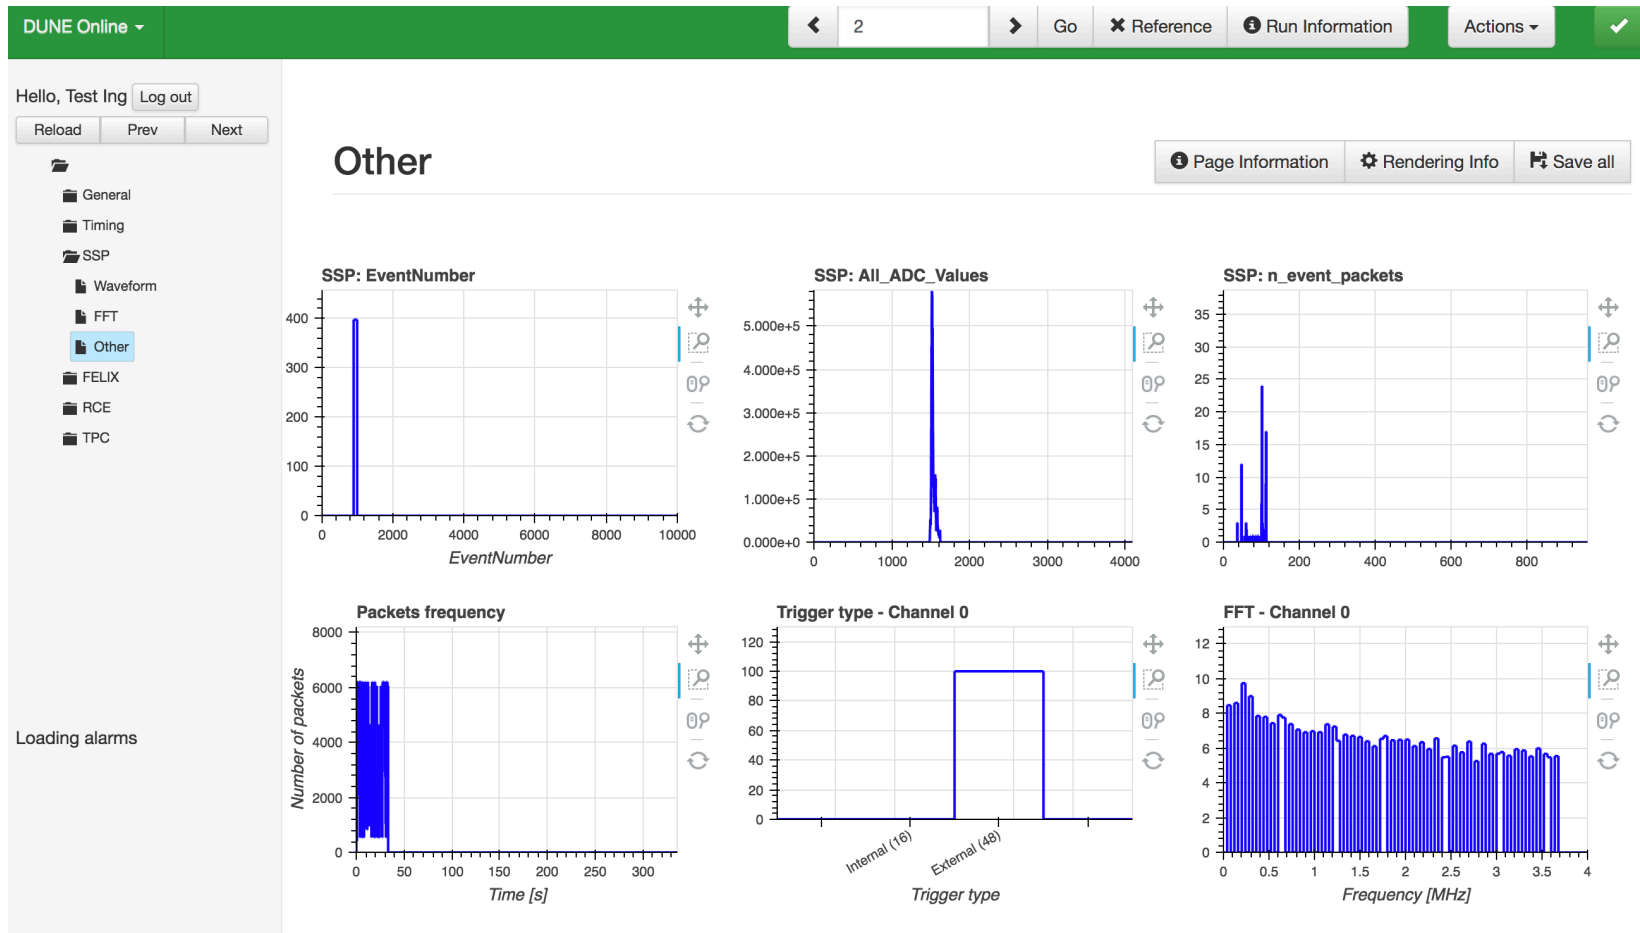 DUNE Online
2
Go
Reference
Run Information
Actions
Hello, Test Ing
Log out
Reload
Prev
Next
General
Timing
SSP
Waveform
FFT
Other
FELIX
RCE
TPC
Loading alarms
Other
Page Information
Rendering Info
Save all
SSP: EventNumber
400
300
200
100
0
0 2000 4000 6000 8000 10000
EventNumber
SSP: All_ADC_Values
5.000e+5
4.000e+5
3.000e+5
2.000e+5
1.000e+5
0.000e+0
0 1000 2000 3000 4000
SSP: n_event_packets
35
30
25
20
15
10
5
0
0 200 400 600 800
Packets frequency
Number of packets
8000
6000
4000
2000
0
0 50 100 150 200 250 300
Time [s]
Trigger type - Channel 0
120
100
80
60
40
20
0
Internal (16)
External (48)
Trigger type
FFT - Channel 0
12
10
8
6
4
2
0
0 0.5 1 1.5 2 2.5 3 3.5 4
Frequency [MHz]